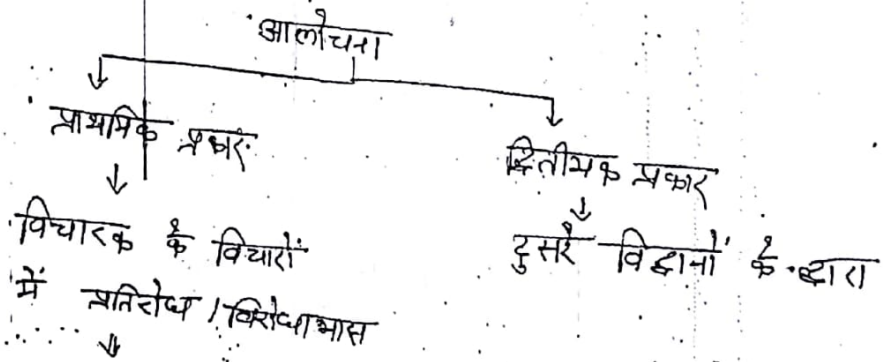 आलोचना
प्राथमिक प्रकार
द्वितीयक प्रकार
विचारक के विचारों
में प्रतिरोध / विरोधाभास
दुसरे विद्वानों के द्वारा